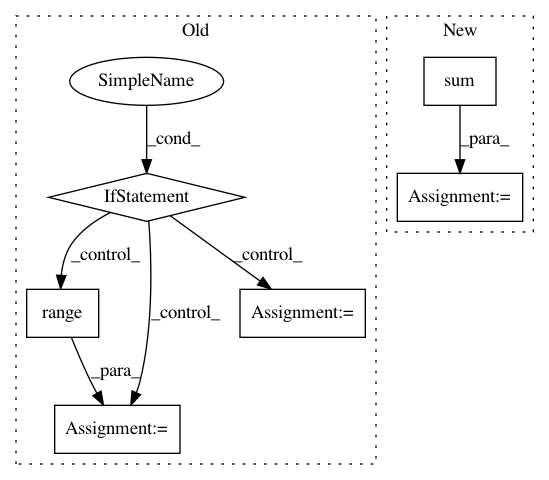 Old
New
SimpleName
sum
_cond_
_para_
IfStatement
Assignment:=
_control_
_control_
_control_
range
Assignment:=
_para_
Assignment:=